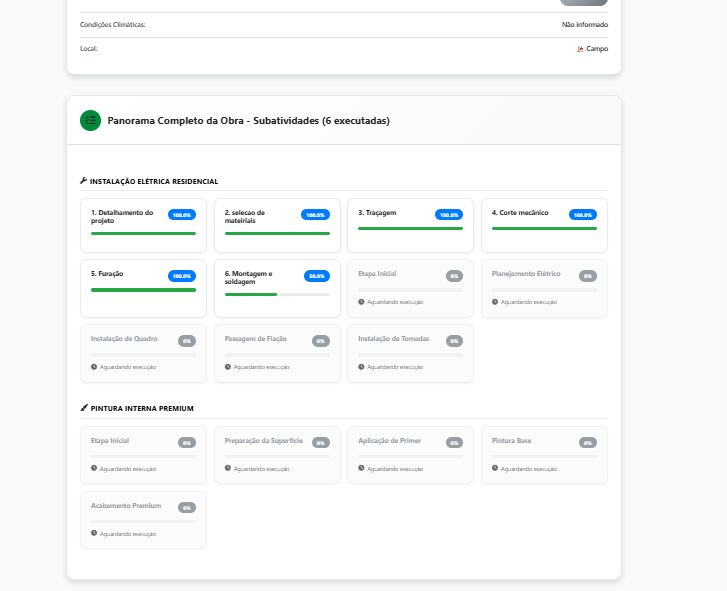 Condições Climáticas: Não informado
Local: Campo
Panorama Completo da Obra - Subatividades (6 executadas)
INSTALAÇÃO ELÉTRICA RESIDENCIAL
1. Detalhamento do projeto 100.0%
2. selecao de mateiriais 100.0%
3. Traçagem 100.0%
4. Corte mecânico 100.0%
5. Furação 100.0%
6. Montagem e soldagem 50.0%
Etapa Inicial 0%
Aguardando execução
Planejamento Elétrico 0%
Aguardando execução
Instalação de Quadro 0%
Aguardando execução
Passagem de Fiação 0%
Aguardando execução
Instalação de Tomadas 0%
Aguardando execução
PINTURA INTERNA PREMIUM
Etapa Inicial 0%
Aguardando execução
Preparação da Superfície 0%
Aguardando execução
Aplicação de Primer 0%
Aguardando execução
Pintura Base 0%
Aguardando execução
Acabamento Premium 0%
Aguardando execução